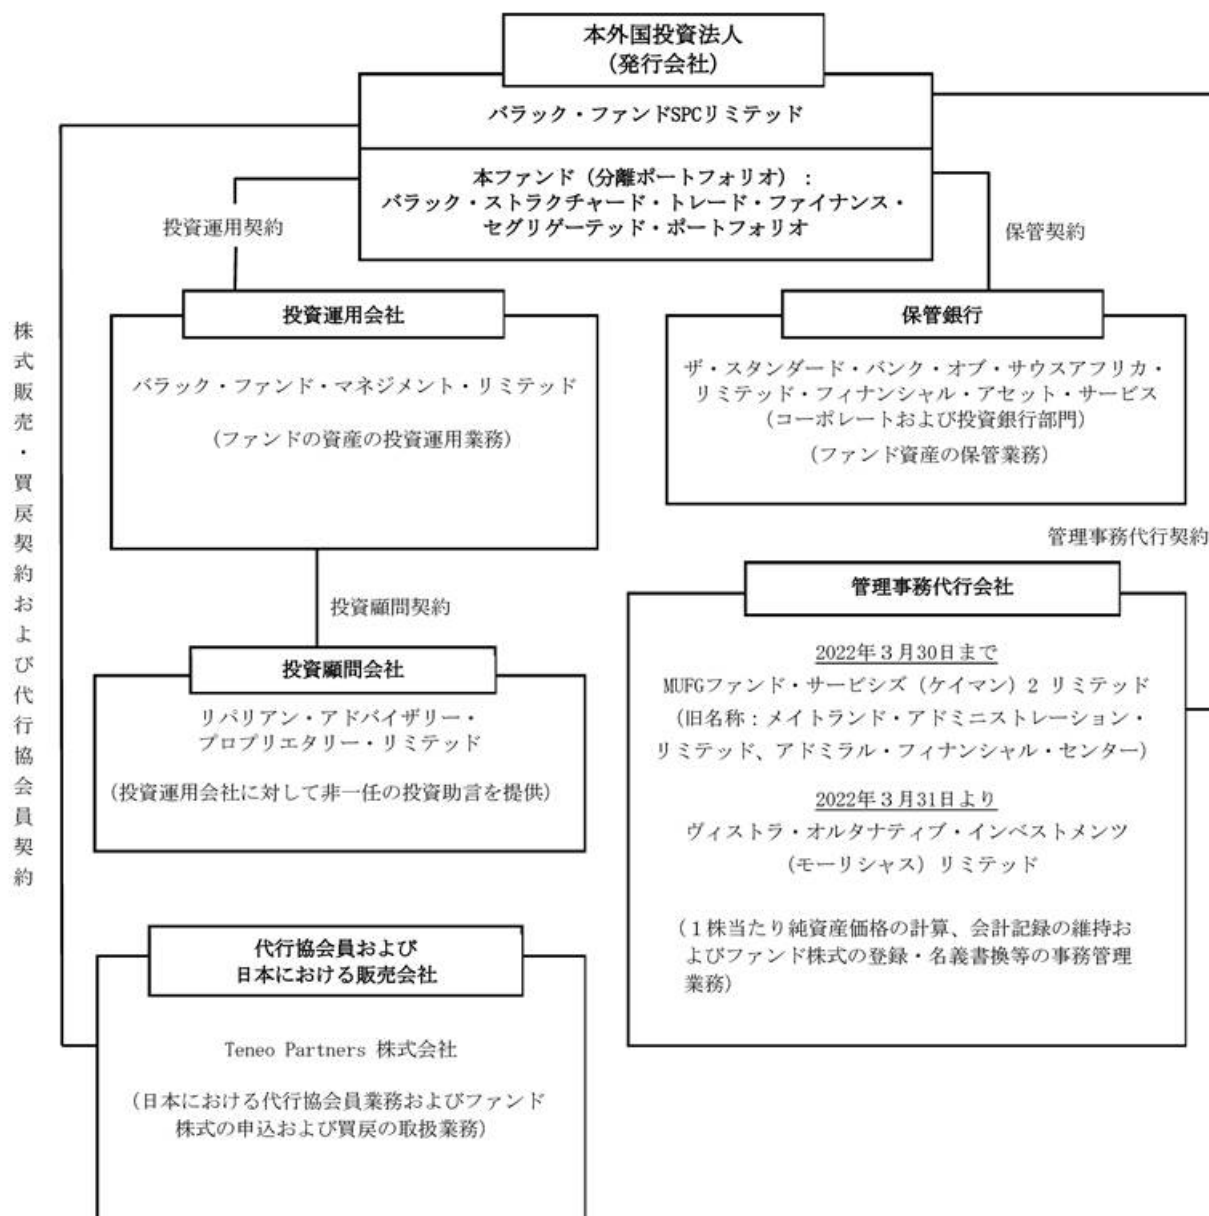 本外国投資法人
(発行会社)
バラック・ファンドSPCリミテッド
本ファンド(分離ポートフォリオ):
バラック・ストラクチャード・トレード・ファイナンス・
セグリゲーテッド・ポートフォリオ
投資運用契約
保管契約
投資運用会社
バラック・ファンド・マネジメント・リミテッド
(ファンドの資産の投資運用業務)
保管銀行
ザ・スタンダード・バンク・オブ・サウスアフリカ・
リミテッド・フィナンシャル・アセット・サービス
(コーポレートおよび投資銀行部門)
(ファンド資産の保管業務)
株式販売・買戻契約および代行協会員契約
投資顧問契約
投資顧問会社
リパリアン・アドバイザリー・
プロプリエタリー・リミテッド
(投資運用会社に対して非一任の投資助言を提供)
管理事務代行契約
管理事務代行会社
2022年3月30日まで
MUFGファンド・サービシズ(ケイマン)2 リミテッド
(旧名称:メイトランド・アドミニストレーション・
リミテッド、アドミラル・フィナンシャル・センター)
2022年3月31日より
ヴィストラ・オルタナティブ・インベストメンツ
(モーリシャス)リミテッド
(1株当たり純資産価格の計算、会計記録の維持お
よびファンド株式の登録・名義書換等の事務管理
業務)
代行協会員および
日本における販売会社
Teneo Partners 株式会社
(日本における代行協会員業務およびファンド
株式の申込および買戻の取扱業務)